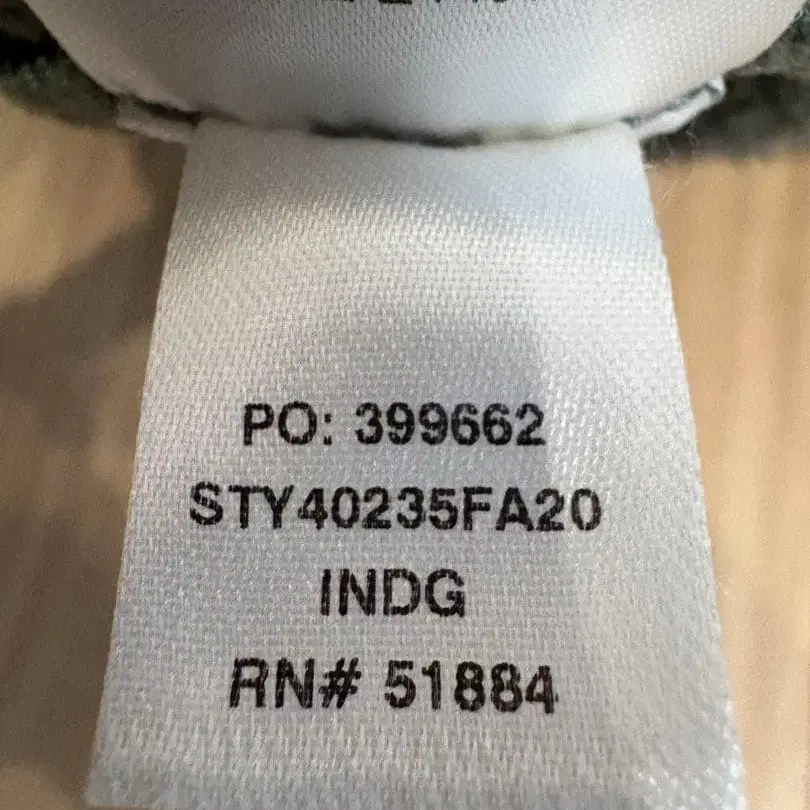 PO: 399662
STY40235FA20
INDG
RN# 51884